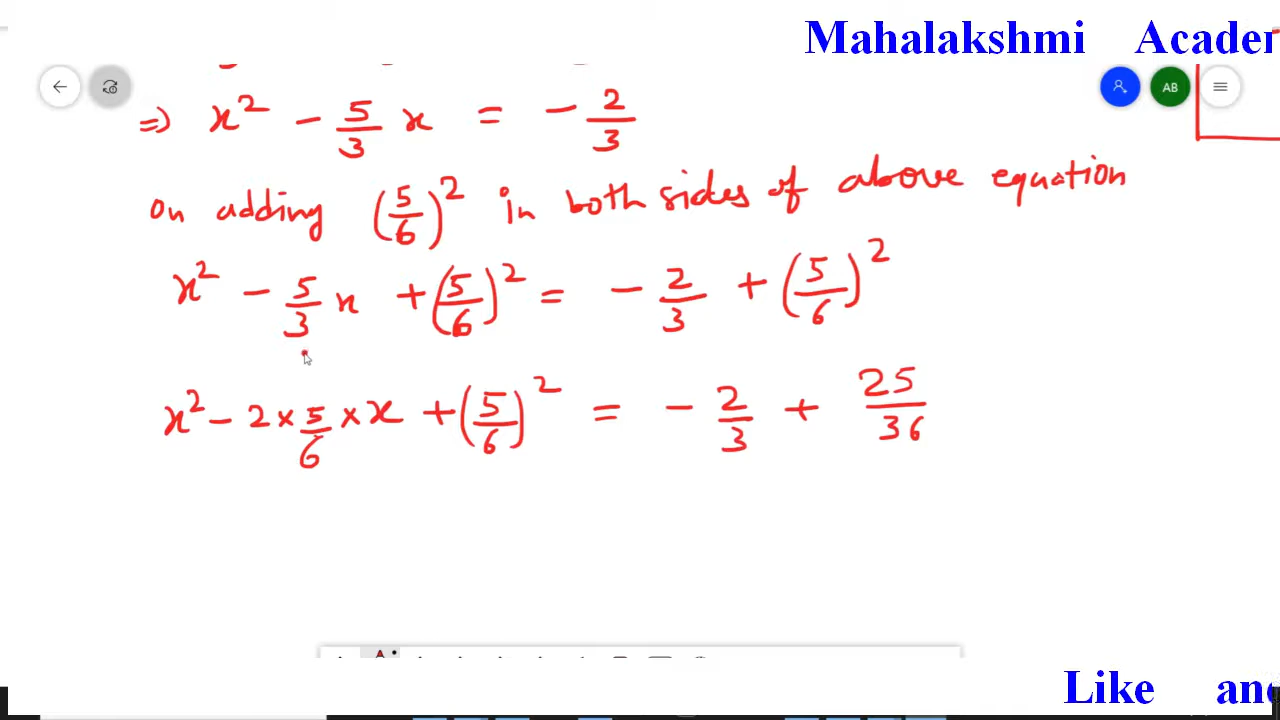 Mahalakshmi Academ
AB
=> x² - 5/3 x = - 2/3
on adding (5/6)² in both sides of above equation
x² - 5/3 x + (5/6)² = - 2/3 + (5/6)²
x² - 2 × 5/6 × x + (5/6)² = - 2/3 + 25/36
Like and